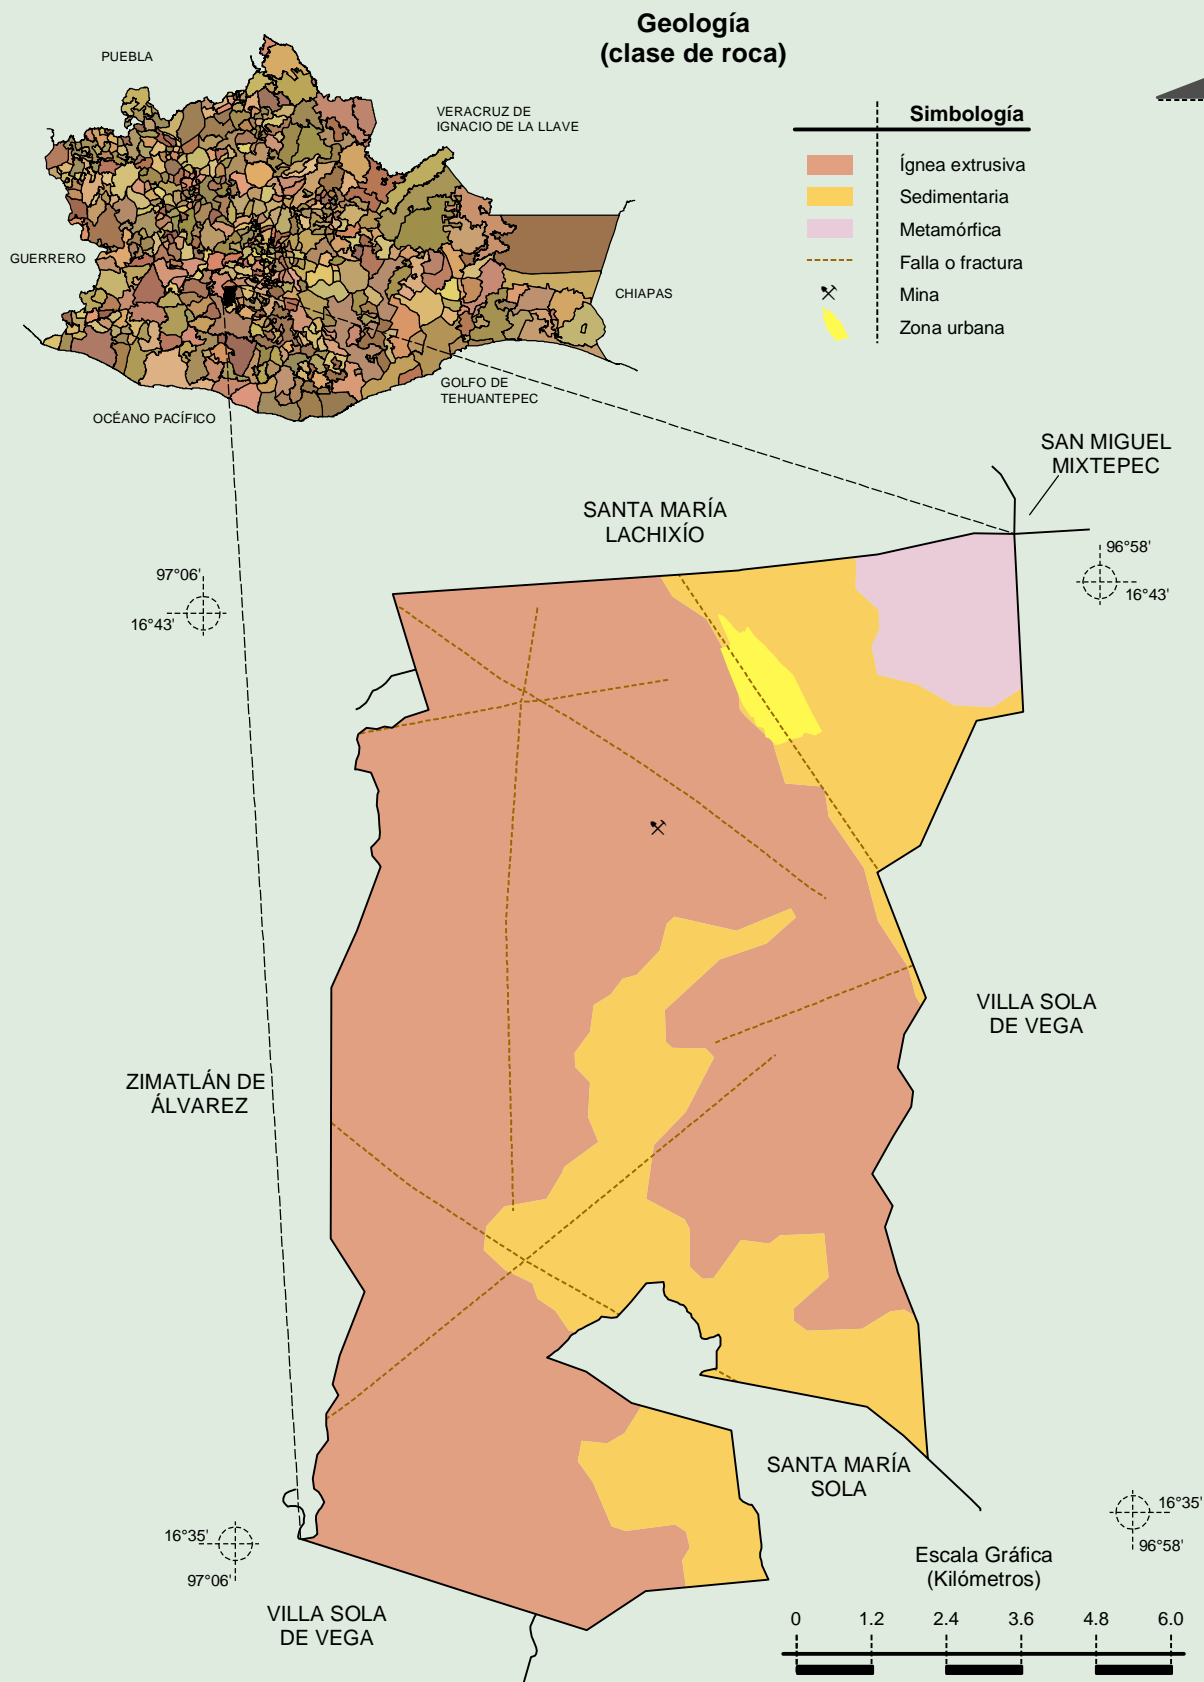 Geología
(clase de roca)
PUEBLA
VERACRUZ DE
IGNACIO DE LA LLAVE
GUERRERO
CHIAPAS
GOLFO DE
TEHUANTEPEC
OCÉANO PACÍFICO
Simbología
Ígnea extrusiva
Sedimentaria
Metamórfica
Falla o fractura
Mina
Zona urbana
SAN MIGUEL
MIXTEPEC
SANTA MARÍA
LACHIXÍO
97°06'
16°43'
96°58'
16°43'
VILLA SOLA
DE VEGA
ZIMATLÁN DE
ÁLVAREZ
SANTA MARÍA
SOLA
16°35'
97°06'
16°35'
96°58'
VILLA SOLA
DE VEGA
Escala Gráfica
(Kilómetros)
0 1.2 2.4 3.6 4.8 6.0